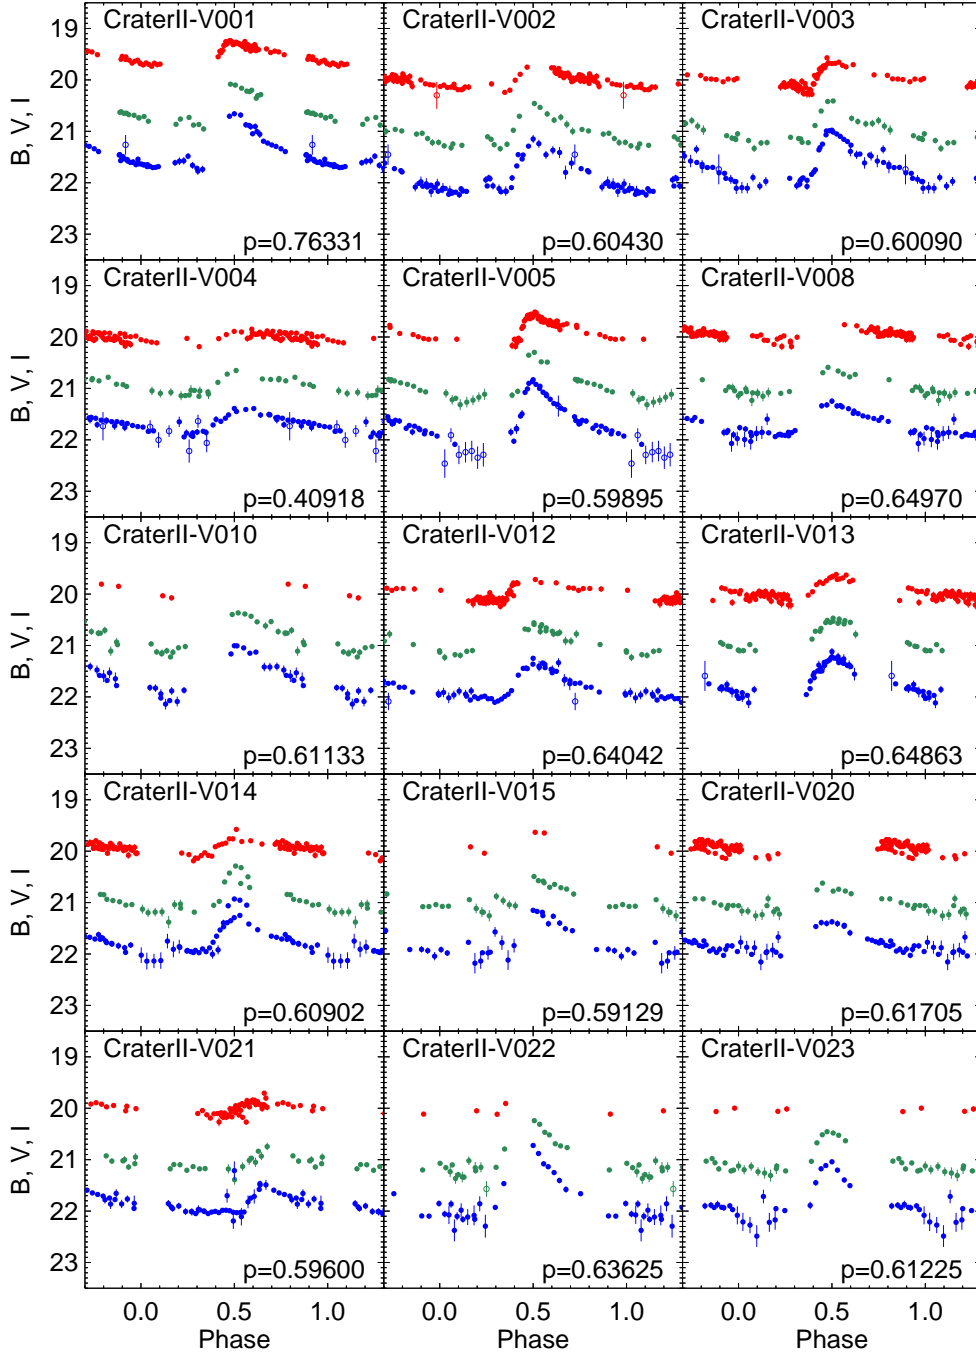 CraterII-V001 CraterII-V002 CraterII-V003
19
20
21
22
23
B, V, I
p=0.76331 p=0.60430 p=0.60090
CraterII-V004 CraterII-V005 CraterII-V008
19
20
21
22
23
B, V, I
p=0.40918 p=0.59895 p=0.64970
CraterII-V010 CraterII-V012 CraterII-V013
19
20
21
22
23
B, V, I
p=0.61133 p=0.64042 p=0.64863
CraterII-V014 CraterII-V015 CraterII-V020
19
20
21
22
23
B, V, I
p=0.60902 p=0.59129 p=0.61705
CraterII-V021 CraterII-V022 CraterII-V023
19
20
21
22
23
B, V, I
p=0.59600 p=0.63625 p=0.61225
0.0 0.5 1.0 0.0 0.5 1.0 0.0 0.5 1.0
Phase Phase Phase